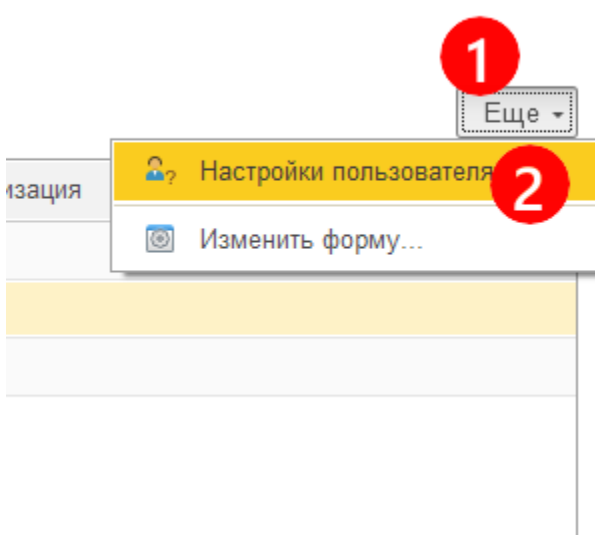 1
Еще
Настройки пользователя
2
изация
Изменить форму...